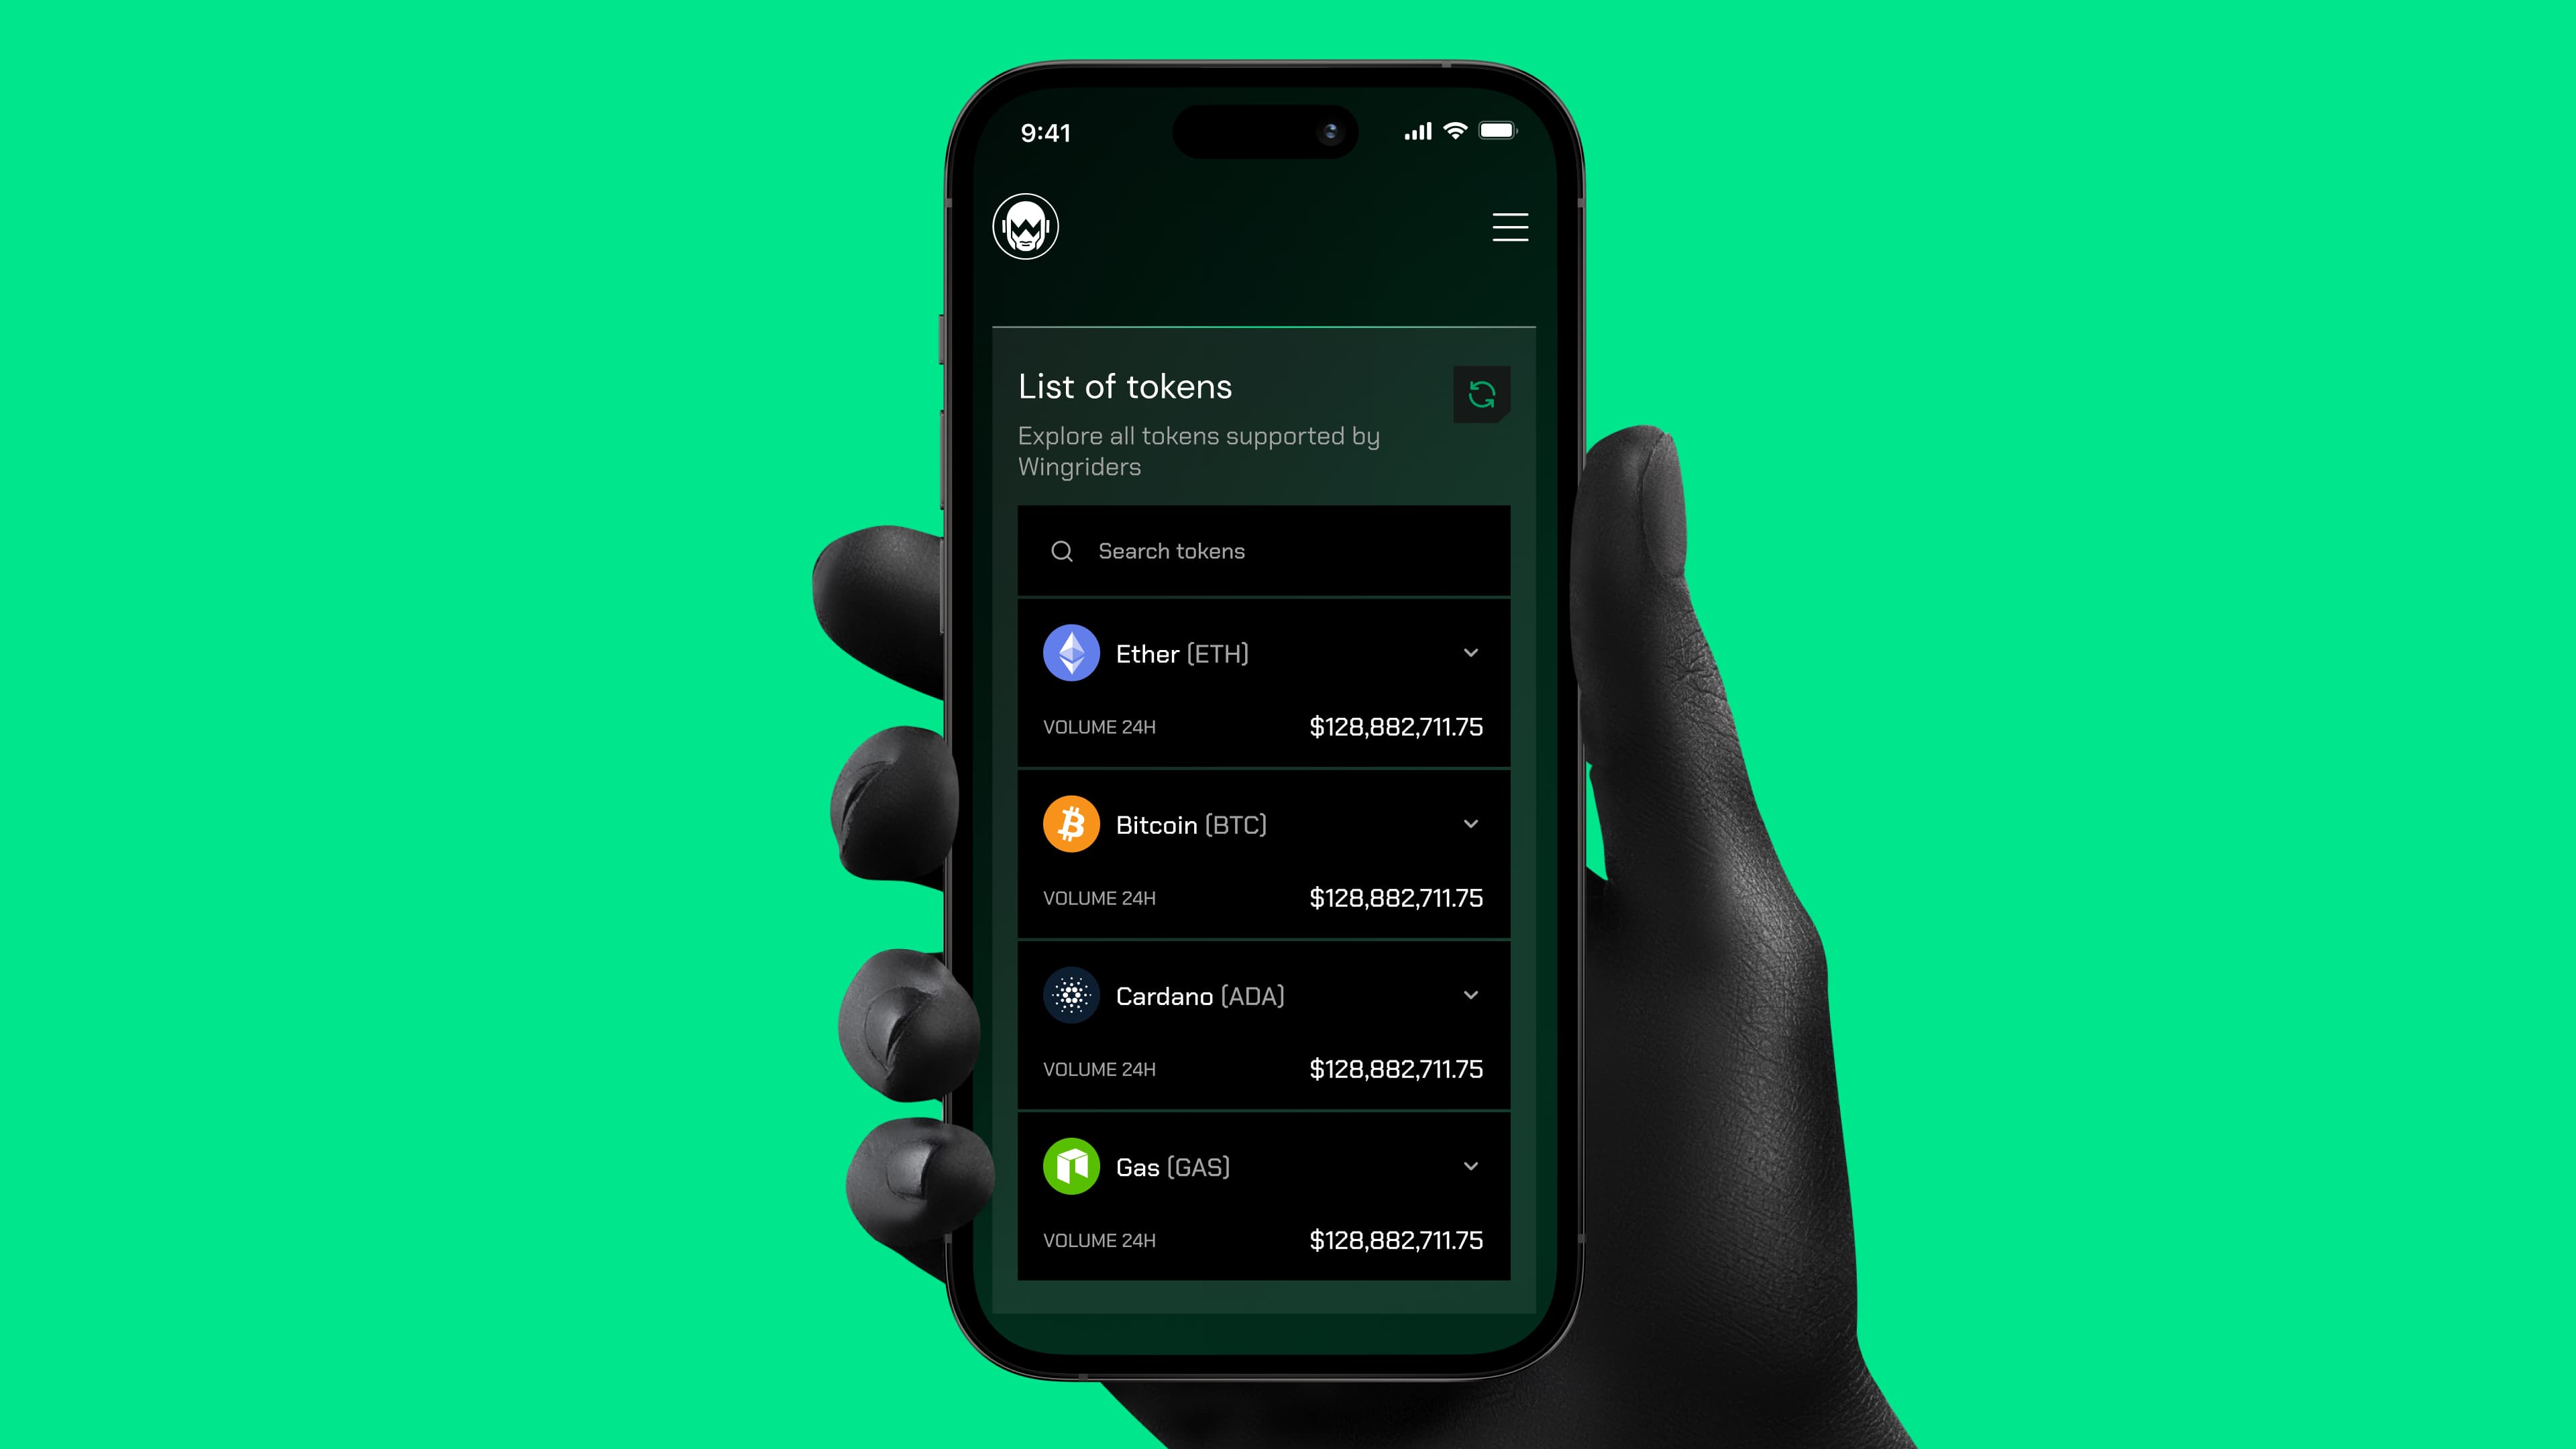 9:41
List of tokens
Explore all tokens supported by
Wingriders
Search tokens
Ether (ETH)
VOLUME 24H $128,882,711.75
Bitcoin (BTC)
VOLUME 24H $128,882,711.75
Cardano (ADA)
VOLUME 24H $128,882,711.75
Gas (GAS)
VOLUME 24H $128,882,711.75